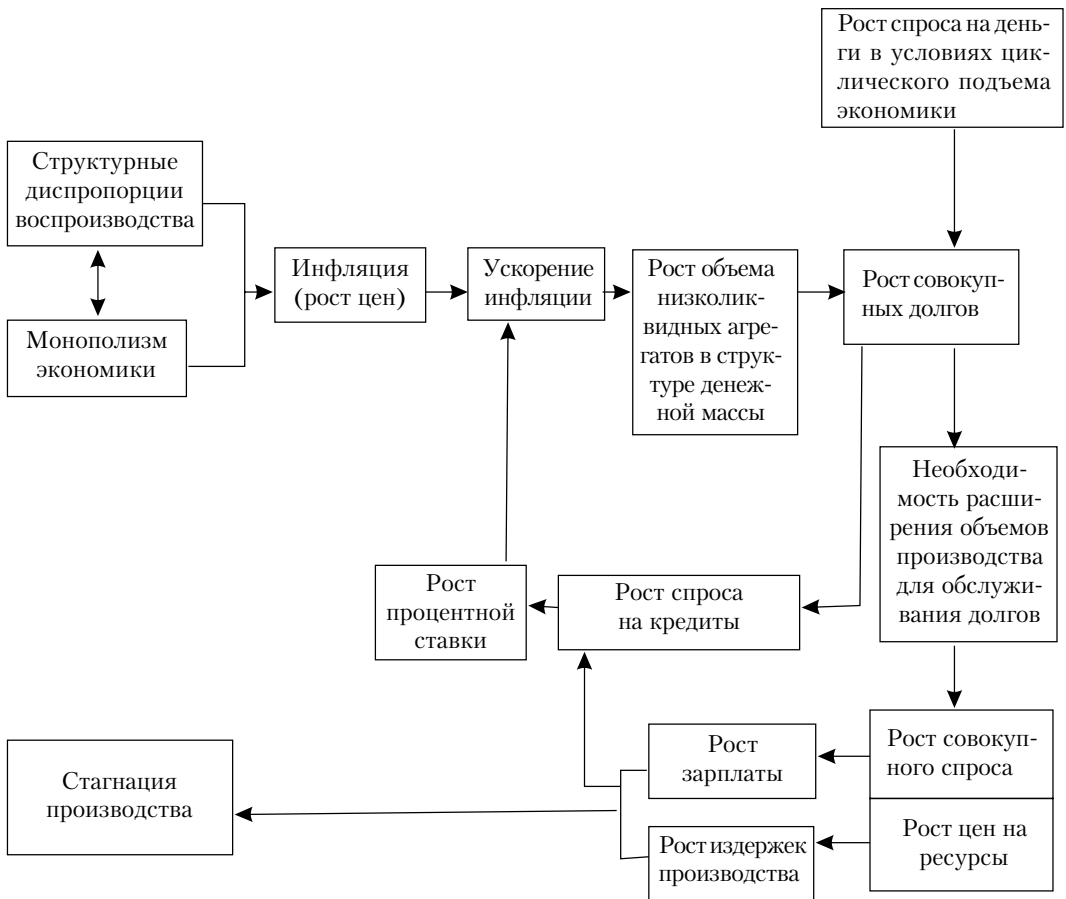 Рост спроса на день-
ги в условиях цик-
лического подъема
экономики
Структурные
диспропорции
воспроизводства
Монополизм
экономики
Инфляция
(рост цен)
Ускорение
инфляции
Рост объема
низколик-
видных агре-
гатов в струк-
туре денеж-
ной массы
Рост совокуп-
ных долгов
Необходи-
мость расши-
рения объемов
производства
для обслужи-
вания долгов
Рост
процентной
ставки
Рост спроса
на кредиты
Стагнация
производства
Рост
зарплаты
Рост совокуп-
ного спроса
Рост издержек
производства
Рост цен на
ресурсы